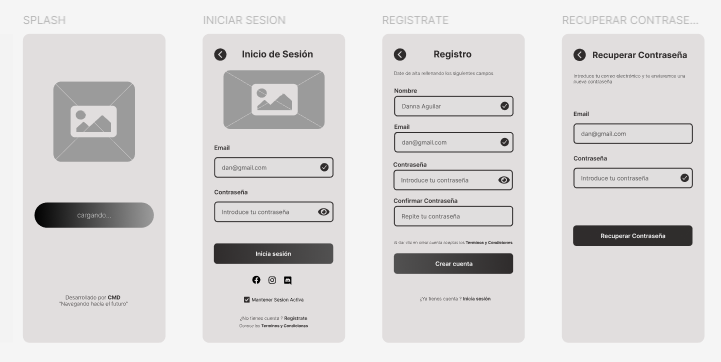 SPLASH
cargando...
Desarrollado por CMD
"Navegando hacia el futuro"
INICIAR SESION
Inicio de Sesión
Email
dan@gmail.com
Contraseña
Introduce tu contraseña
Inicia sesión
Mantener Sesion Activa
¿No tienes cuenta ? Regístrate
Conoce los Terminos y Condiciones
REGISTRATE
Registro
Date de alta rellenando los siguientes campos
Nombre
Danna Aguilar
Email
dan@gmail.com
Contraseña
Introduce tu contraseña
Confirmar Contraseña
Repite tu contraseña
Al dar clic en crear cuenta aceptas los Terminos y Condiciones
Crear cuenta
¿Ya tienes cuenta ? Inicia sesión
RECUPERAR CONTRASE...
Recuperar Contraseña
Introduce tu correo electrónico y te enviaremos una
nueva contraseña
Email
dan@gmail.com
Contraseña
Introduce tu contraseña
Recuperar Contraseña